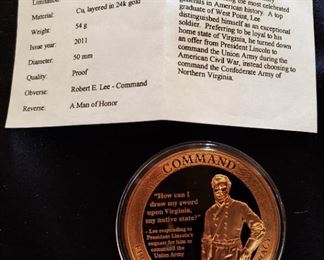 Limitation:
Material: Cu, layered in 24k gold
Weight: 54 g
Issue year: 2011
Diameter: 50 mm
Quality: Proof
Obverse: Robert E. Lee - Command
Reverse: A Man of Honor
the most celebrated
generals in American history. A top
graduate of West Point, Lee
distinguished himself as an exceptional
soldier. Preferring to be loyal to his
home state of Virginia, he turned down
an offer from President Lincoln to
command the Union Army during the
American Civil War, instead choosing to
command the Confederate Army of
Northern Virginia.
COMMAND
"How can I
draw my sword
upon Virginia,
my native state?"
- Lee responding to
President Lincoln's
request for him to
command the
Union Army